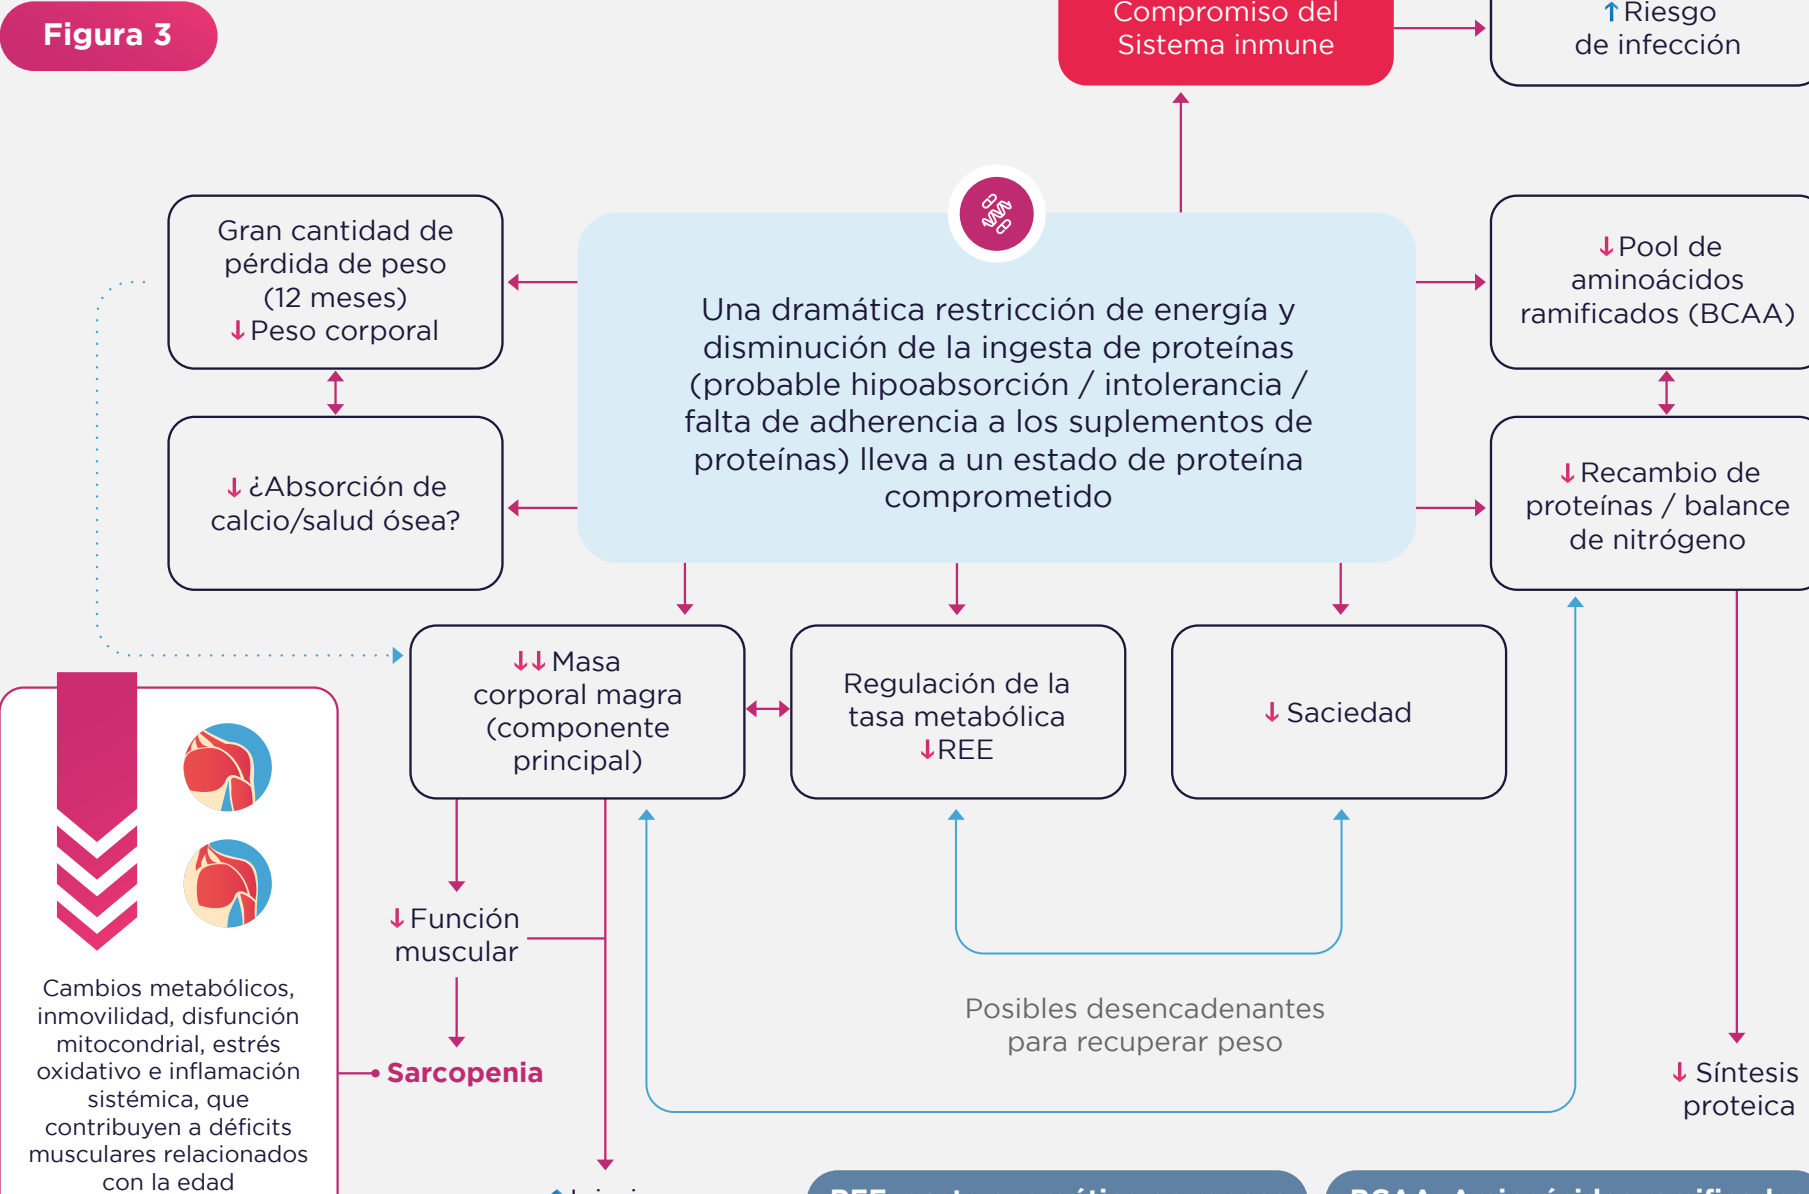 Figura 3
Compromiso del
Sistema inmune
↑Riesgo
de infección
Gran cantidad de
pérdida de peso
(12 meses)
↓Peso corporal
Una dramática restricción de energía y
disminución de la ingesta de proteínas
(probable hipoabsorción / intolerancia /
falta de adherencia a los suplementos de
proteínas) lleva a un estado de proteína
comprometido
↓Pool de
aminoácidos
ramificados (BCAA)
↓¿Absorción de
calcio/salud ósea?
↓Recambio de
proteínas / balance
de nitrógeno
↓↓Masa
corporal magra
(componente
principal)
Regulación de la
tasa metabólica
↓REE
↓ Saciedad
↓Función
muscular
Sarcopenia
Cambios metabólicos,
inmovilidad, disfunción
mitocondrial, estrés
oxidativo e inflamación
sistémica, que
contribuyen a déficits
musculares relacionados
con la edad
Posibles desencadenantes
para recuperar peso
↓ Síntesis
proteica